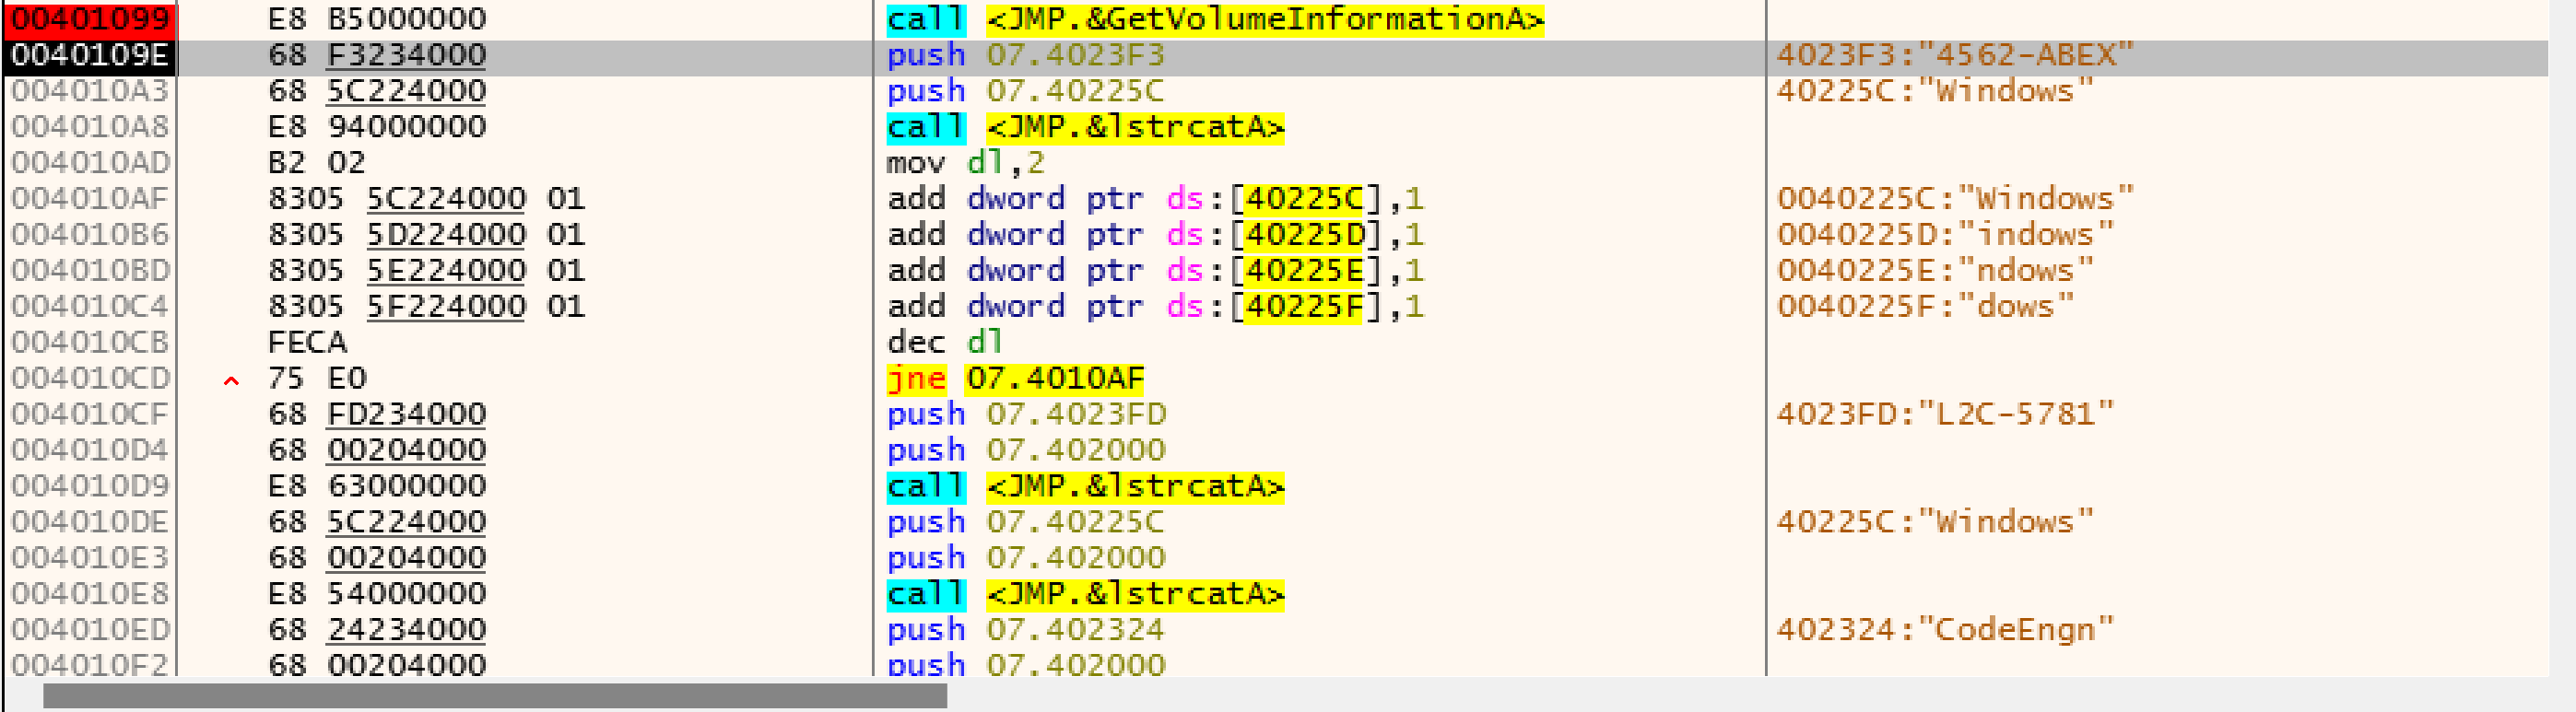 00401099 E8 B5000000 call <JMP.&GetVolumeInformationA>
0040109E 68 F3234000 push 07.4023F3 4023F3:"4562-ABEX"
004010A3 68 5C224000 push 07.40225C 40225C:"Windows"
004010A8 E8 94000000 call <JMP.&lstrcatA>
004010AD B2 02 mov dl,2
004010AF 8305 5C224000 01 add dword ptr ds:[40225C],1 0040225C:"Windows"
004010B6 8305 5D224000 01 add dword ptr ds:[40225D],1 0040225D:"indows"
004010BD 8305 5E224000 01 add dword ptr ds:[40225E],1 0040225E:"ndows"
004010C4 8305 5F224000 01 add dword ptr ds:[40225F],1 0040225F:"dows"
004010CB FECA dec dl
004010CD ^ 75 E0 jne 07.4010AF
004010CF 68 FD234000 push 07.4023FD 4023FD:"L2C-5781"
004010D4 68 00204000 push 07.402000
004010D9 E8 63000000 call <JMP.&lstrcatA>
004010DE 68 5C224000 push 07.40225C 40225C:"Windows"
004010E3 68 00204000 push 07.402000
004010E8 E8 54000000 call <JMP.&lstrcatA>
004010ED 68 24234000 push 07.402324 402324:"CodeEngn"
004010F2 68 00204000 push 07.402000